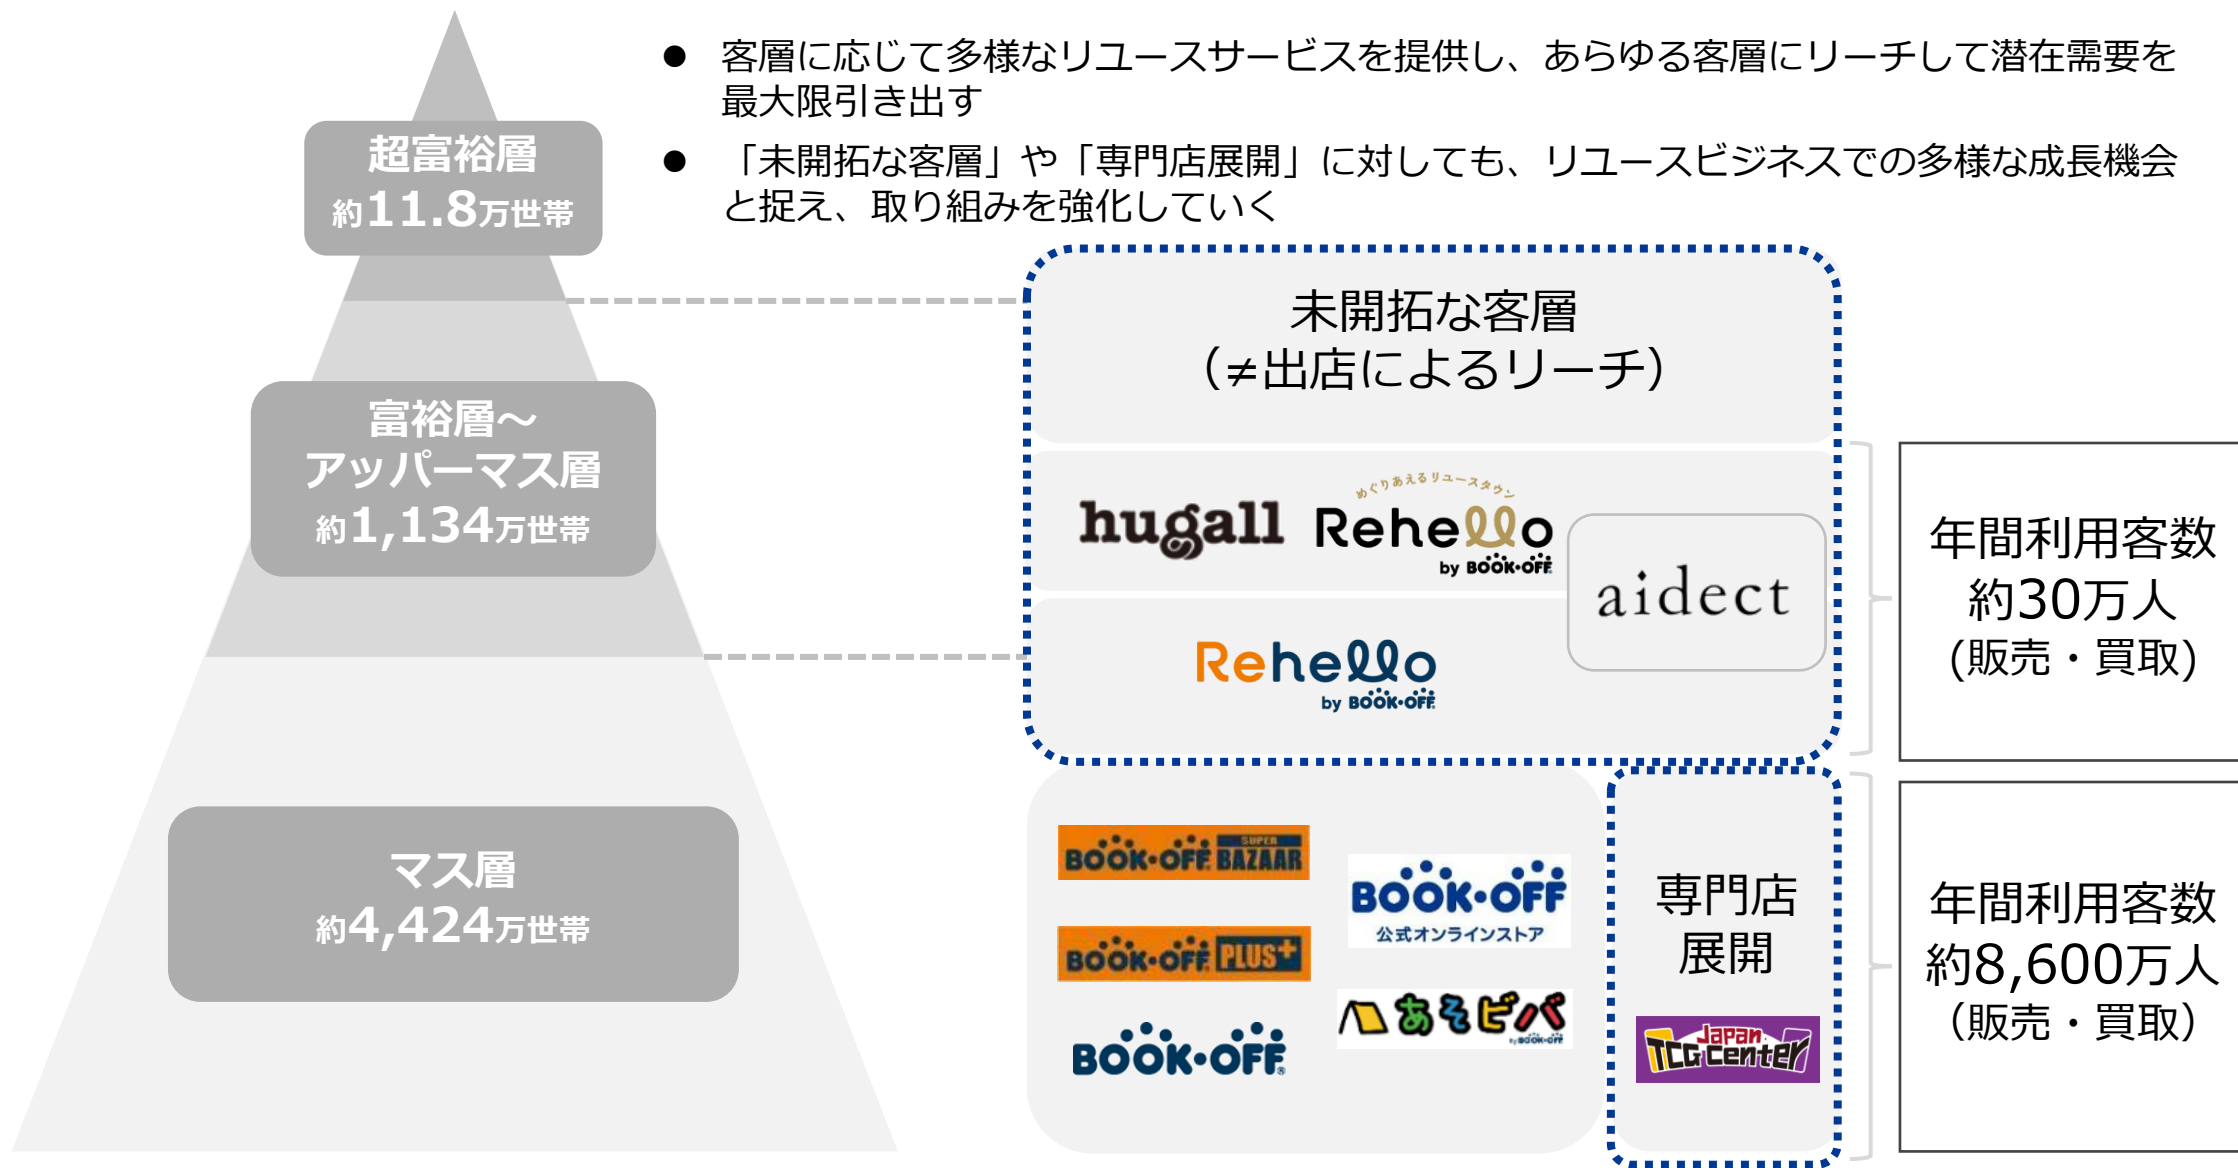 ● 客層に応じて多様なリユースサービスを提供し、あらゆる客層にリーチして潜在需要を
最大限引き出す
● 「未開拓な客層」や「専門店展開」に対しても、リユースビジネスでの多様な成長機会
と捉え、取り組みを強化していく
超富裕層
約11.8万世帯
富裕層～
アッパーマス層
約1,134万世帯
マス層
約4,424万世帯
未開拓な客層
（≠出店によるリーチ）
hugall
めぐりあえるリユースタウン
Rehello
by BOOK・OFF
aidect
Rehello
by BOOK・OFF
BOOK・OFF SUPER BAZAAR
BOOK・OFF PLUS+
BOOK・OFF®
BOOK・OFF
公式オンラインストア
あそビバ
by BOOK・OFF
専門店
展開
Japan
TCG Center
年間利用客数
約30万人
(販売・買取)
年間利用客数
約8,600万人
（販売・買取）